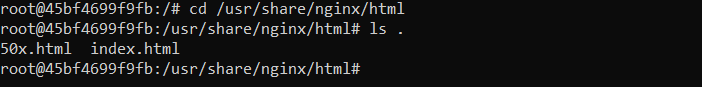 root@45bf4699f9fb:/# cd /usr/share/nginx/html
root@45bf4699f9fb:/usr/share/nginx/html# ls .
50x.html  index.html
root@45bf4699f9fb:/usr/share/nginx/html#